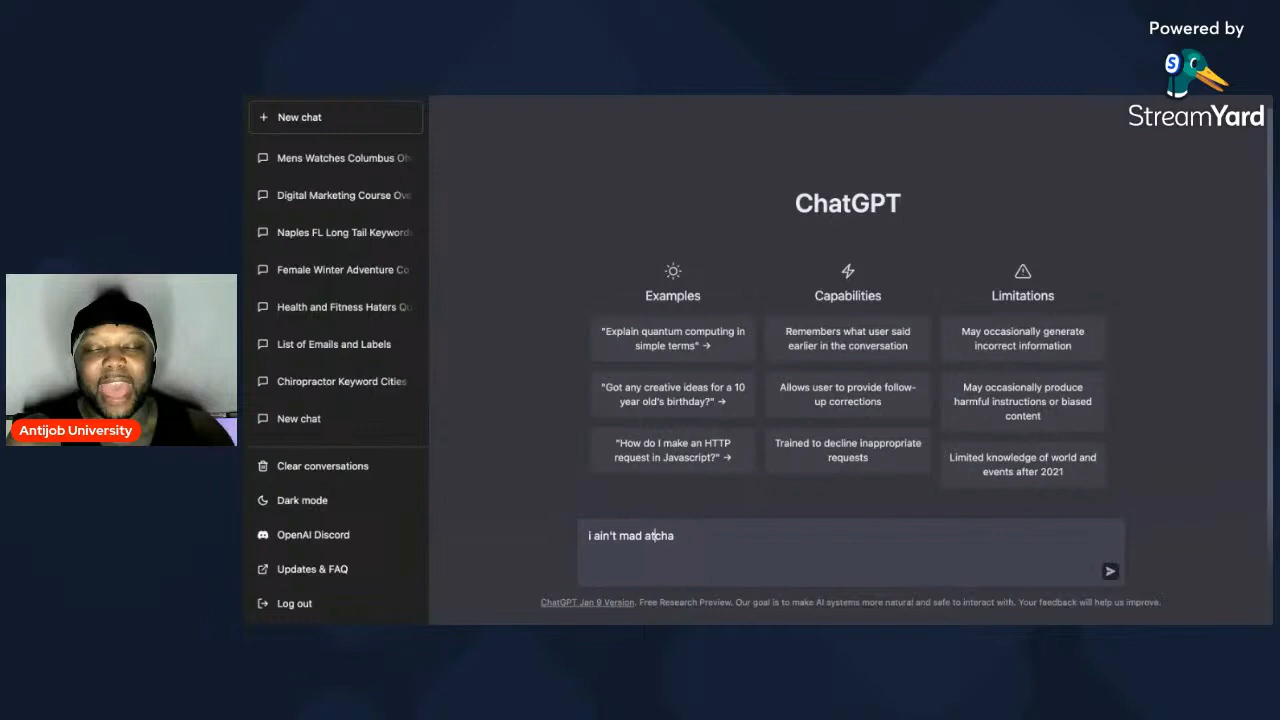 Powered by
StreamYard
+ New chat
Mens Watches Columbus Oh
Digital Marketing Course Ove
Naples FL Long Tail Keyword
Female Winter Adventure Co
Health and Fitness Haters Qu
List of Emails and Labels
Chiropractor Keyword Cities
New chat
Clear conversations
Dark mode
OpenAI Discord
Updates & FAQ
Log out
ChatGPT
Examples
"Explain quantum computing in
simple terms" →
"Got any creative ideas for a 10
year old's birthday?" →
"How do I make an HTTP
request in Javascript?" →
Capabilities
Remembers what user said
earlier in the conversation
Allows user to provide follow-
up corrections
Trained to decline inappropriate
requests
Limitations
May occasionally generate
incorrect information
May occasionally produce
harmful instructions or biased
content
Limited knowledge of world and
events after 2021
i ain't mad atcha
ChatGPT Jan 9 Version. Free Research Preview. Our goal is to make AI systems more natural and safe to interact with. Your feedback will help us improve.
Antijob University